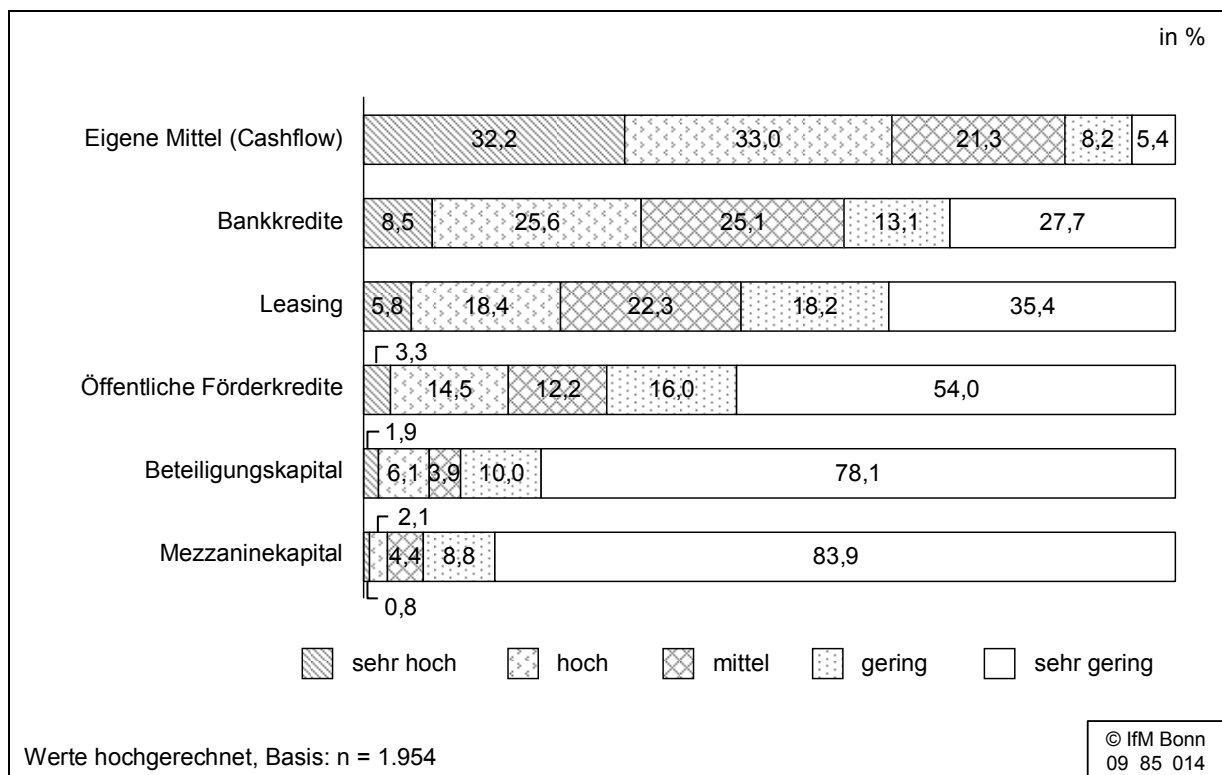 in %
Eigene Mittel (Cashflow) 32,2 33,0 21,3 8,2 5,4
Bankkredite 8,5 25,6 25,1 13,1 27,7
Leasing 5,8 18,4 22,3 18,2 35,4
3,3
Öffentliche Förderkredite 14,5 12,2 16,0 54,0
1,9
Beteiligungskapital 6,1 3,9 10,0 78,1
2,1
Mezzaninekapital 4,4 8,8 83,9
0,8
sehr hoch hoch mittel gering sehr gering
Werte hochgerechnet, Basis: n = 1.954
© IfM Bonn
09 85 014